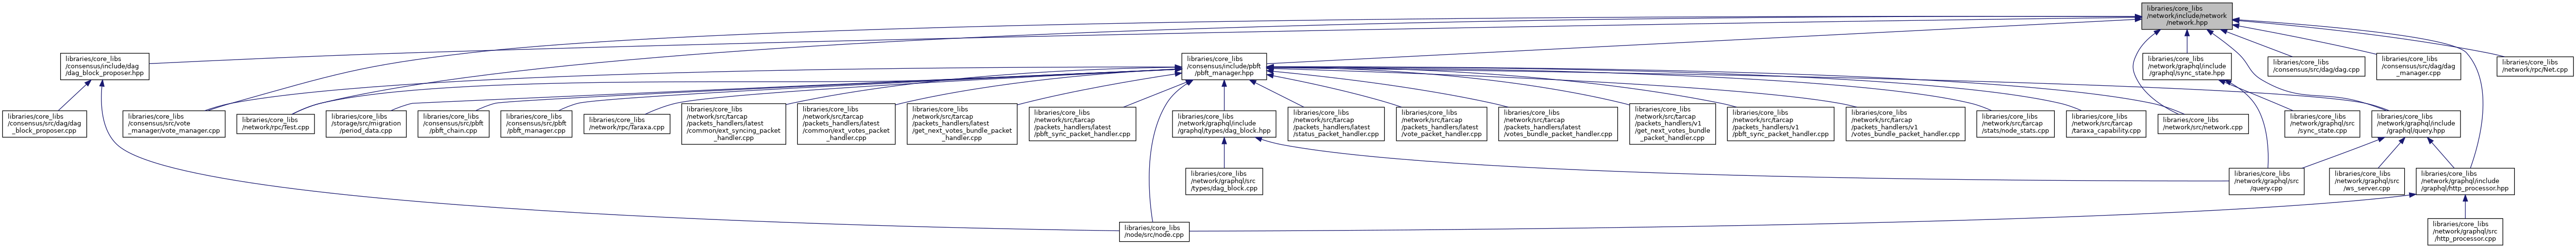 libraries/core_libs
/network/include/network
/network.hpp
libraries/core_libs
/consensus/include/dag
/dag_block_proposer.hpp
libraries/core_libs
/consensus/include/pbft
/pbft_manager.hpp
libraries/core_libs
/network/graphql/include
/graphql/sync_state.hpp
libraries/core_libs
/consensus/src/dag/dag.cpp
libraries/core_libs
/consensus/src/dag/dag
_manager.cpp
libraries/core_libs
/network/rpc/Net.cpp
libraries/core_libs
/consensus/src/dag/dag
_block_proposer.cpp
libraries/core_libs
/consensus/src/vote
_manager/vote_manager.cpp
libraries/core_libs
/network/rpc/Test.cpp
libraries/core_libs
/storage/src/migration
/period_data.cpp
libraries/core_libs
/consensus/src/pbft
/pbft_chain.cpp
libraries/core_libs
/consensus/src/pbft
/pbft_manager.cpp
libraries/core_libs
/network/rpc/Taraxa.cpp
libraries/core_libs
/network/src/tarcap
/packets_handlers/latest
/common/ext_syncing_packet
_handler.cpp
libraries/core_libs
/network/src/tarcap
/packets_handlers/latest
/common/ext_votes_packet
_handler.cpp
libraries/core_libs
/network/src/tarcap
/packets_handlers/latest
/get_next_votes_bundle_packet
_handler.cpp
libraries/core_libs
/network/src/tarcap
/packets_handlers/latest
/pbft_sync_packet_handler.cpp
libraries/core_libs
/network/graphql/include
/graphql/types/dag_block.hpp
libraries/core_libs
/network/src/tarcap
/packets_handlers/latest
/status_packet_handler.cpp
libraries/core_libs
/network/src/tarcap
/packets_handlers/latest
/vote_packet_handler.cpp
libraries/core_libs
/network/src/tarcap
/packets_handlers/latest
/votes_bundle_packet_handler.cpp
libraries/core_libs
/network/src/tarcap
/packets_handlers/v1
/get_next_votes_bundle
_packet_handler.cpp
libraries/core_libs
/network/src/tarcap
/packets_handlers/v1
/pbft_sync_packet_handler.cpp
libraries/core_libs
/network/src/tarcap
/packets_handlers/v1
/votes_bundle_packet_handler.cpp
libraries/core_libs
/network/src/tarcap
/stats/node_stats.cpp
libraries/core_libs
/network/src/tarcap
/taraxa_capability.cpp
libraries/core_libs
/network/src/network.cpp
libraries/core_libs
/network/graphql/src
/sync_state.cpp
libraries/core_libs
/network/graphql/include
/graphql/query.hpp
libraries/core_libs
/network/graphql/src
/types/dag_block.cpp
libraries/core_libs
/network/graphql/src
/query.cpp
libraries/core_libs
/network/graphql/src
/ws_server.cpp
libraries/core_libs
/network/graphql/include
/graphql/http_processor.hpp
libraries/core_libs
/node/src/node.cpp
libraries/core_libs
/network/graphql/src
/http_processor.cpp